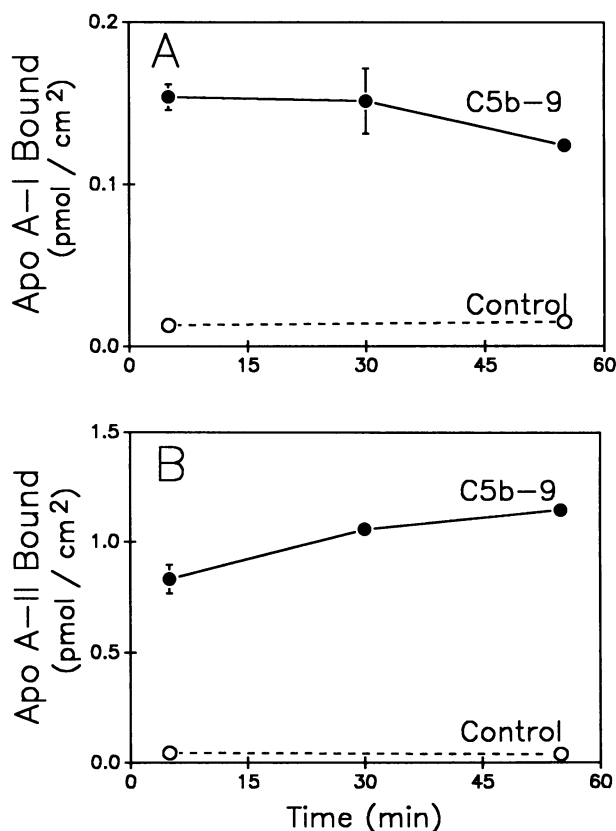 A
Apo A-I Bound
(pmol / cm²)
0.2
0.1
0.0
C5b-9
Control
0
15
30
45
60
B
Apo A-II Bound
(pmol / cm²)
1.5
1.0
0.5
0.0
C5b-9
Control
0
15
30
45
60
Time (min)